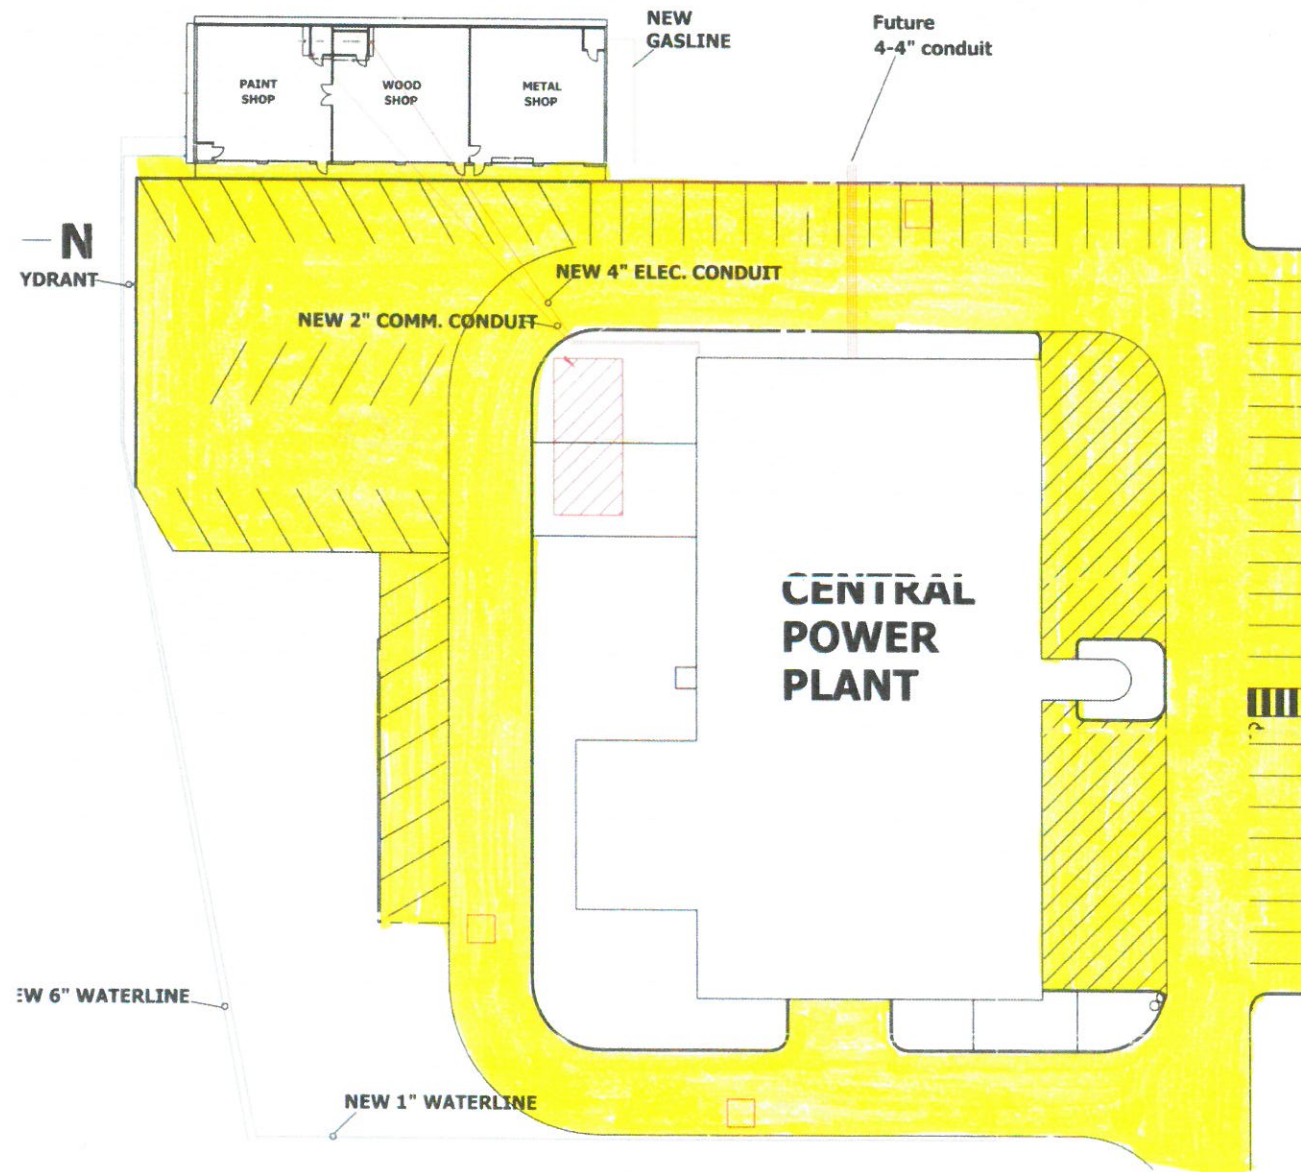 NEW
GASLINE
Future
4-4" conduit
PAINT
SHOP
WOOD
SHOP
METAL
SHOP
N
YDRANT
NEW 4" ELEC. CONDUIT
NEW 2" COMM. CONDUIT
CENTRAL
POWER
PLANT
EW 6" WATERLINE
NEW 1" WATERLINE